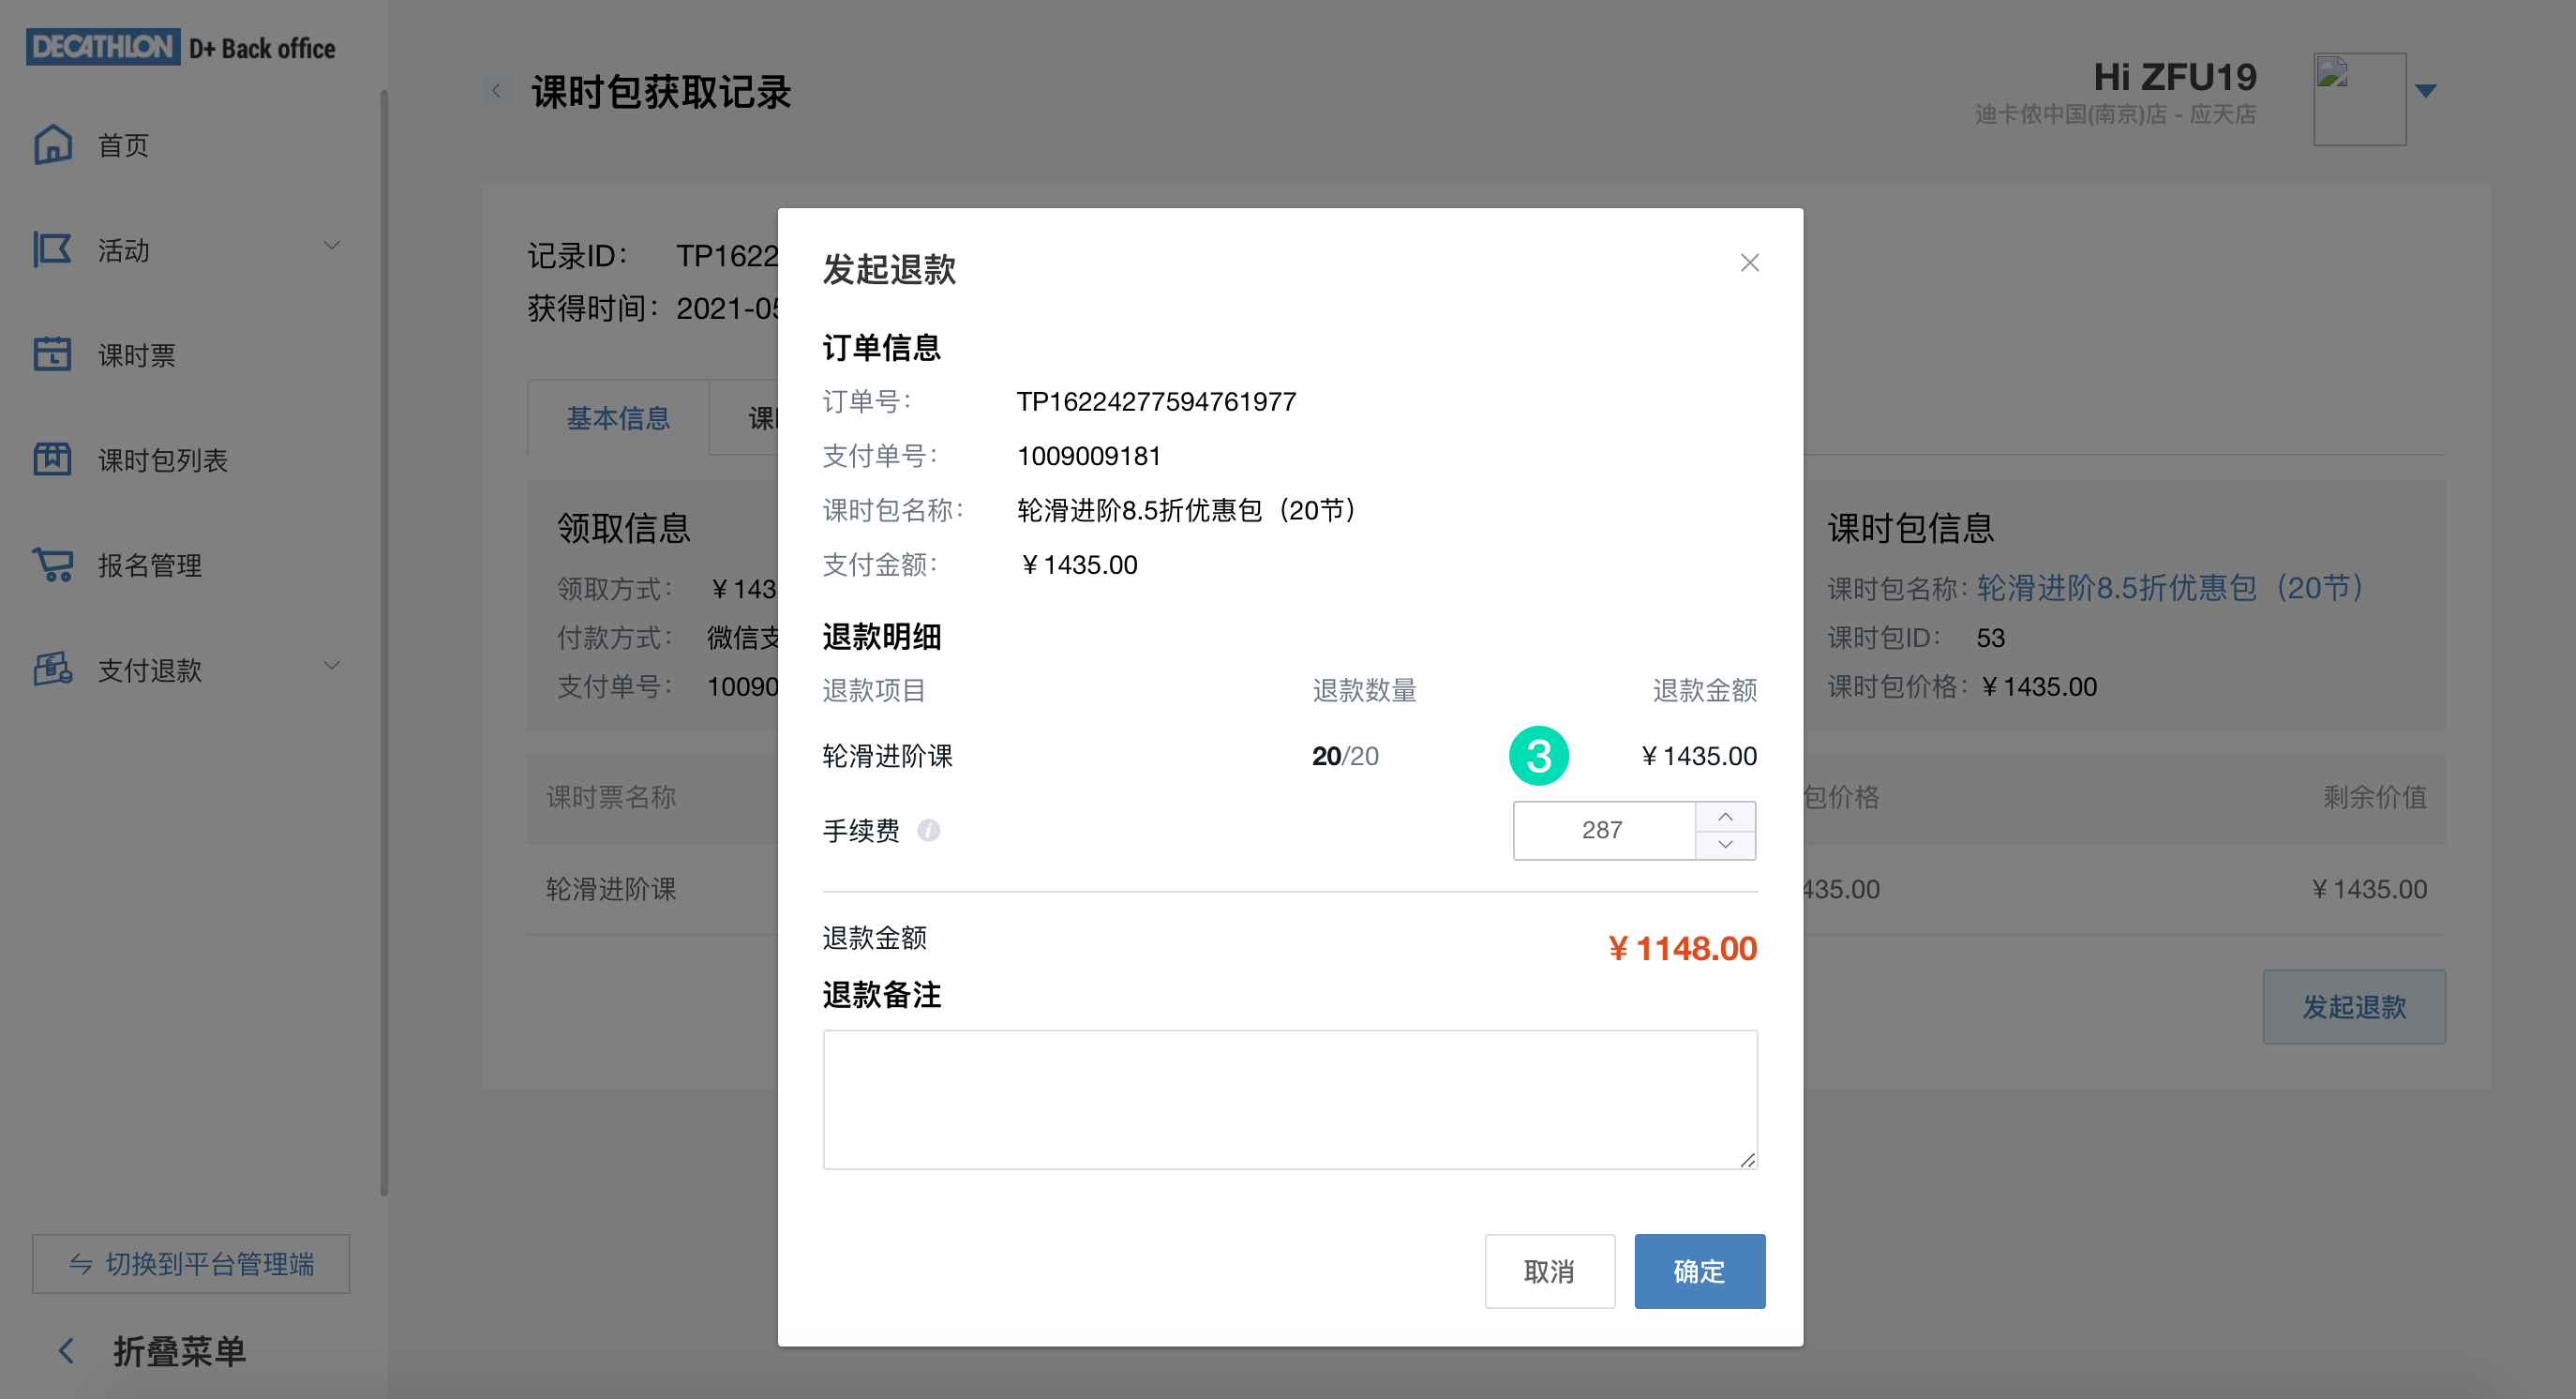 DECATHLON D+ Back office
首页
活动
课时票
课时包列表
报名管理
支付退款
切换到平台管理端
折叠菜单
课时包获取记录
Hi ZFU19
迪卡侬中国(南京)店 - 应天店
记录ID： TP1622
获得时间： 2021-05
基本信息
领取信息
领取方式： ￥143
付款方式： 微信支
支付单号： 10090
课时票名称
轮滑进阶课
发起退款
订单信息
订单号： TP16224277594761977
支付单号： 1009009181
课时包名称： 轮滑进阶8.5折优惠包（20节）
支付金额： ￥1435.00
退款明细
退款项目 退款数量 退款金额
轮滑进阶课 20/20 3 ￥1435.00
手续费 i 287
退款金额 ￥1148.00
退款备注
取消 确定
课时包信息
课时包名称：轮滑进阶8.5折优惠包（20节）
课时包ID： 53
课时包价格：￥1435.00
包价格 剩余价值
435.00 ￥1435.00
发起退款